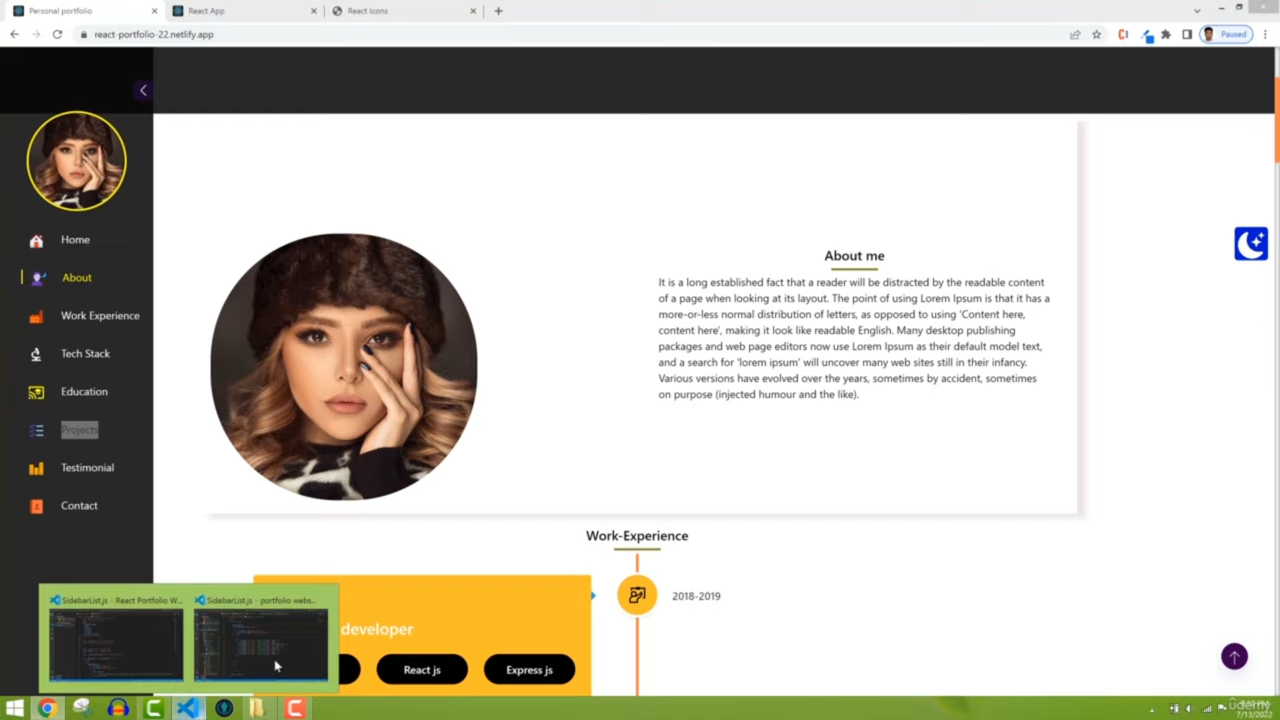 Personal portfolio
React App
React Icons
react-portfolio-22.netlify.app
Paused
Home
About
Work Experience
Tech Stack
Education
Projects
Testimonial
Contact
About me
It is a long established fact that a reader will be distracted by the readable content
of a page when looking at its layout. The point of using Lorem Ipsum is that it has a
more-or-less normal distribution of letters, as opposed to using 'Content here,
content here', making it look like readable English. Many desktop publishing
packages and web page editors now use Lorem Ipsum as their default model text,
and a search for 'lorem ipsum' will uncover many web sites still in their infancy.
Various versions have evolved over the years, sometimes by accident, sometimes
on purpose (injected humour and the like).
Work-Experience
2018-2019
developer
React js
Express js
SidebarList.js - React Portfolio W...
SidebarList.js - portfolio webs...
udemy
7/13/2022